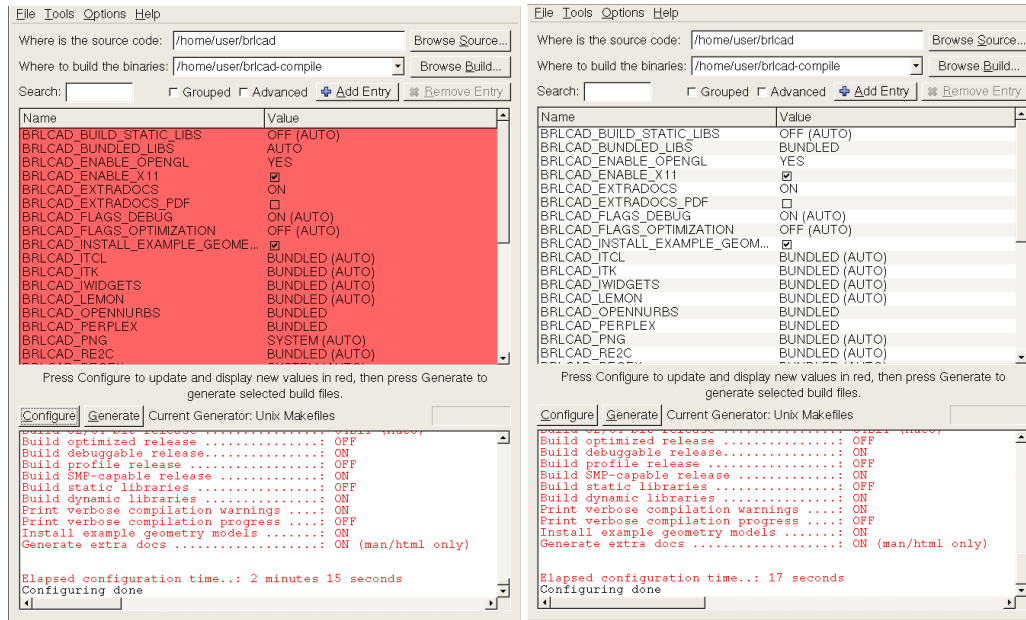 File Tools Options Help
Where is the source code: /home/user/brlcad Browse Source...
Where to build the binaries: /home/user/brlcad-compile Browse Build...
Search: Grouped Advanced Add Entry Remove Entry
Name Value
BRLCAD_BUILD_STATIC_LIBS OFF (AUTO)
BRLCAD_BUNDLED_LIBS AUTO
BRLCAD_ENABLE_OPENGL YES
BRLCAD_ENABLE_X11
BRLCAD_EXTRADOCS ON
BRLCAD_EXTRADOCS_PDF
BRLCAD_FLAGS_DEBUG ON (AUTO)
BRLCAD_FLAGS_OPTIMIZATION OFF (AUTO)
BRLCAD_INSTALL_EXAMPLE_GEOME...
BRLCAD_ITCL BUNDLED (AUTO)
BRLCAD_ITK BUNDLED (AUTO)
BRLCAD_IWIDGETS BUNDLED (AUTO)
BRLCAD_LEMON BUNDLED (AUTO)
BRLCAD_OPENNURBS BUNDLED
BRLCAD_PERPLEX BUNDLED
BRLCAD_PNG SYSTEM (AUTO)
BRLCAD_RE2C BUNDLED (AUTO)
Press Configure to update and display new values in red, then press Generate to
generate selected build files.
Configure Generate Current Generator: Unix Makefiles
Build optimized release ...............: OFF
Build debuggable release...............: ON
Build profile release .................: OFF
Build SMP-capable release .............: ON
Build static libraries ................: OFF
Build dynamic libraries ...............: ON
Print verbose compilation warnings ....: ON
Print verbose compilation progress ....: OFF
Install example geometry models .......: ON
Generate extra docs ...................: ON (man/html only)
Elapsed configuration time..: 2 minutes 15 seconds
Configuring done
File Tools Options Help
Where is the source code: /home/user/brlcad Browse Source...
Where to build the binaries: /home/user/brlcad-compile Browse Build...
Search: Grouped Advanced Add Entry Remove Entry
Name Value
BRLCAD_BUILD_STATIC_LIBS OFF (AUTO)
BRLCAD_BUNDLED_LIBS BUNDLED
BRLCAD_ENABLE_OPENGL YES
BRLCAD_ENABLE_X11
BRLCAD_EXTRADOCS ON
BRLCAD_EXTRADOCS_PDF
BRLCAD_FLAGS_DEBUG ON (AUTO)
BRLCAD_FLAGS_OPTIMIZATION OFF (AUTO)
BRLCAD_INSTALL_EXAMPLE_GEOM...
BRLCAD_ITCL BUNDLED (AUTO)
BRLCAD_ITK BUNDLED (AUTO)
BRLCAD_IWIDGETS BUNDLED (AUTO)
BRLCAD_LEMON BUNDLED (AUTO)
BRLCAD_OPENNURBS BUNDLED
BRLCAD_PERPLEX BUNDLED
BRLCAD_PNG BUNDLED (AUTO)
BRLCAD_RE2C BUNDLED (AUTO)
Press Configure to update and display new values in red, then press Generate to
generate selected build files.
Configure Generate Current Generator: Unix Makefiles
Build optimized release ...............: OFF
Build debuggable release...............: ON
Build profile release .................: OFF
Build SMP-capable release .............: ON
Build static libraries ................: OFF
Build dynamic libraries ...............: ON
Print verbose compilation warnings ....: ON
Print verbose compilation progress ....: OFF
Install example geometry models .......: ON
Generate extra docs ...................: ON (man/html only)
Elapsed configuration time..: 17 seconds
Configuring done